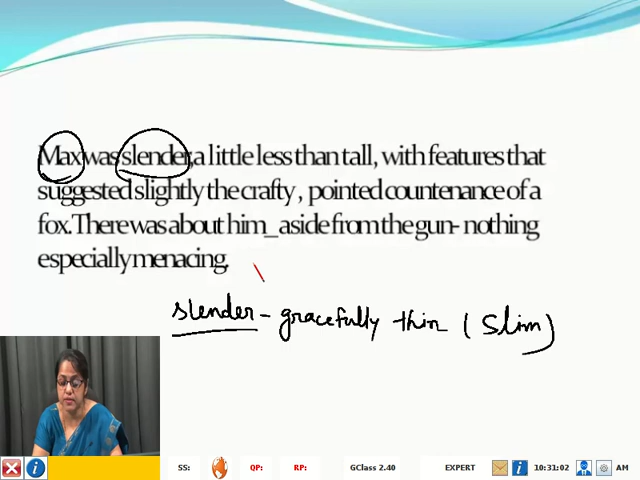 Max was slender, a little less than tall, with features that
suggested slightly the crafty , pointed countenance of a
fox. There was about him_ aside from the gun- nothing
especially menacing.
slender - gracefully thin (slim)
SS: QP: RP: GClass 2.40 EXPERT 10:31:02 AM